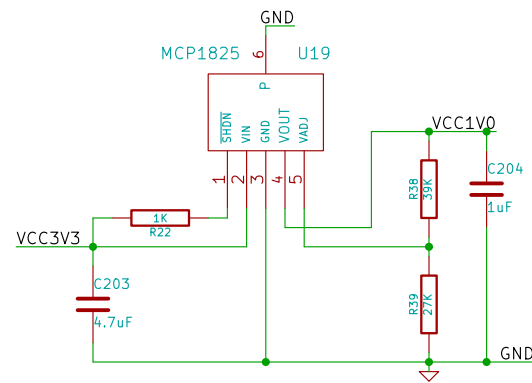 GND
MCP1825 U19
6
P
SHDN VIN GND VOUT VADJ
1 2 3 4 5
VCC1V0
C204
1uF
R38 39K
1K
R22
VCC3V3
C203
4.7uF
R39 27K
GND